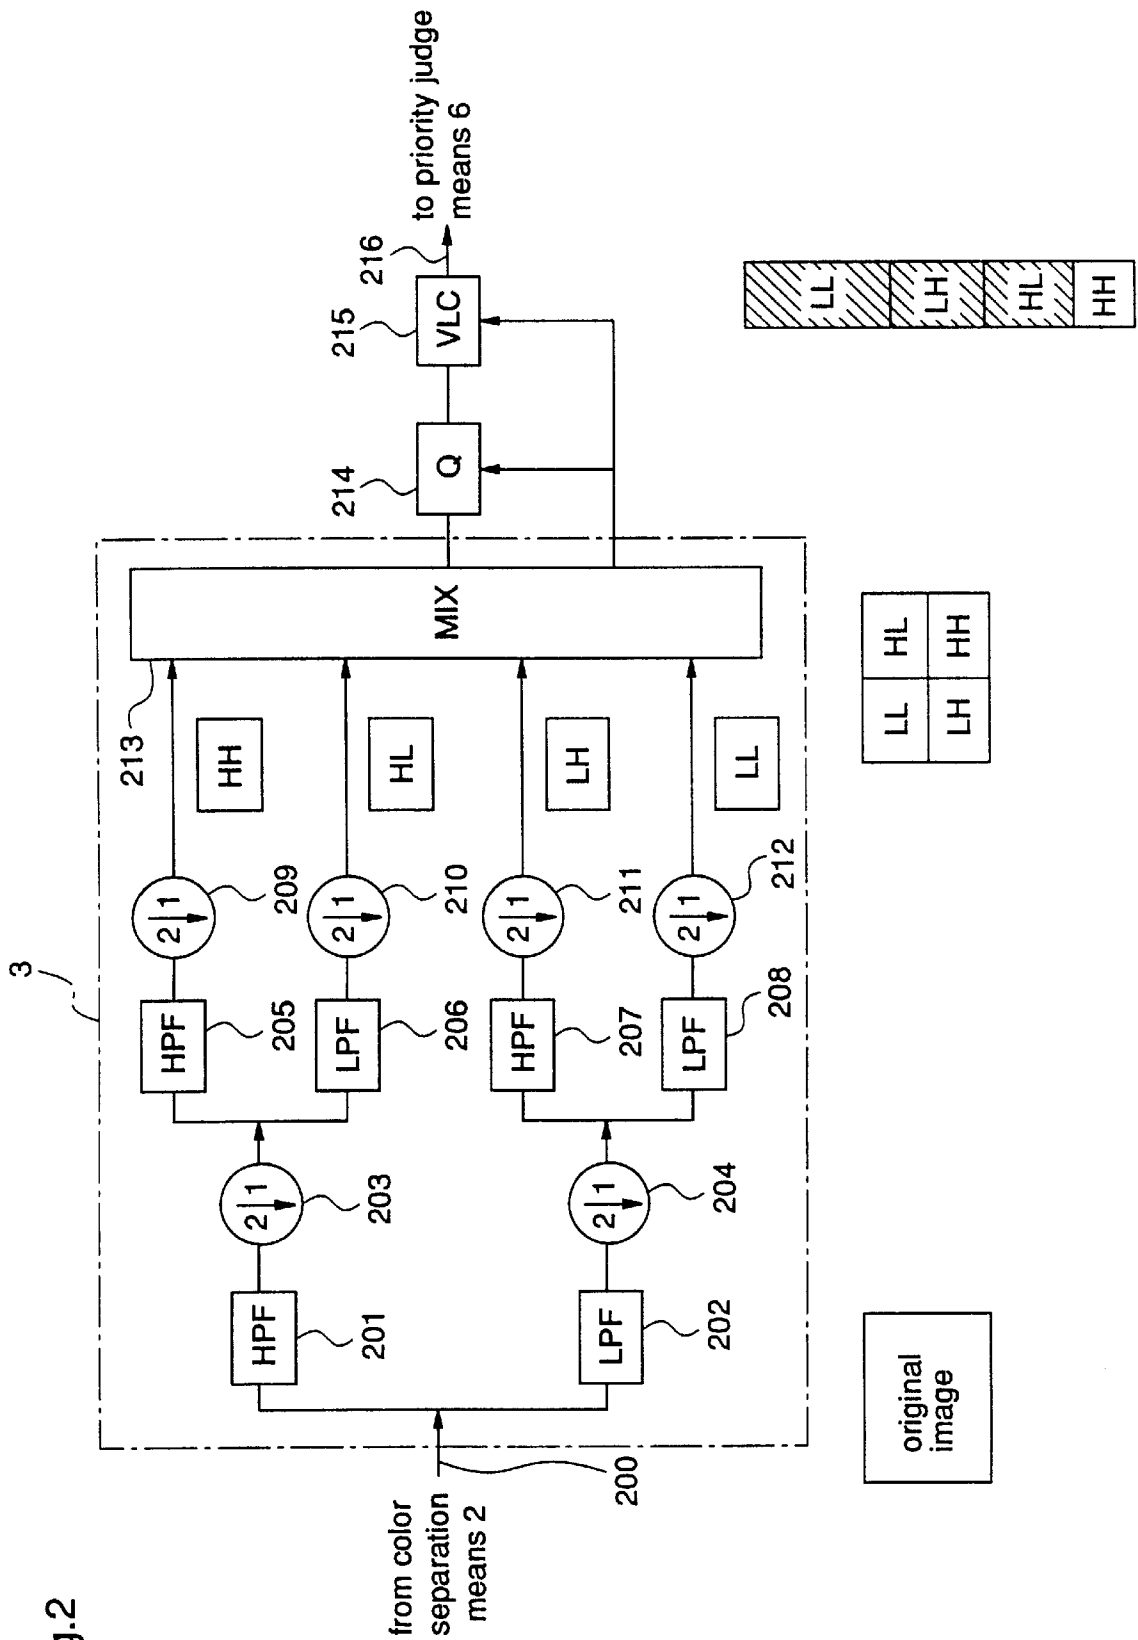 g.2
3
from color
separation
means 2
200
HPF
201
LPF
202
2 1
203
2 1
204
HPF
205
LPF
206
HPF
207
LPF
208
2 1
209
2 1
210
2 1
211
2 1
212
HH
HL
LH
LL
213
MIX
Q
214
VLC
215
216
to priority judge
means 6
original
image
LL HL
LH HH
LL
LH
HL
HH